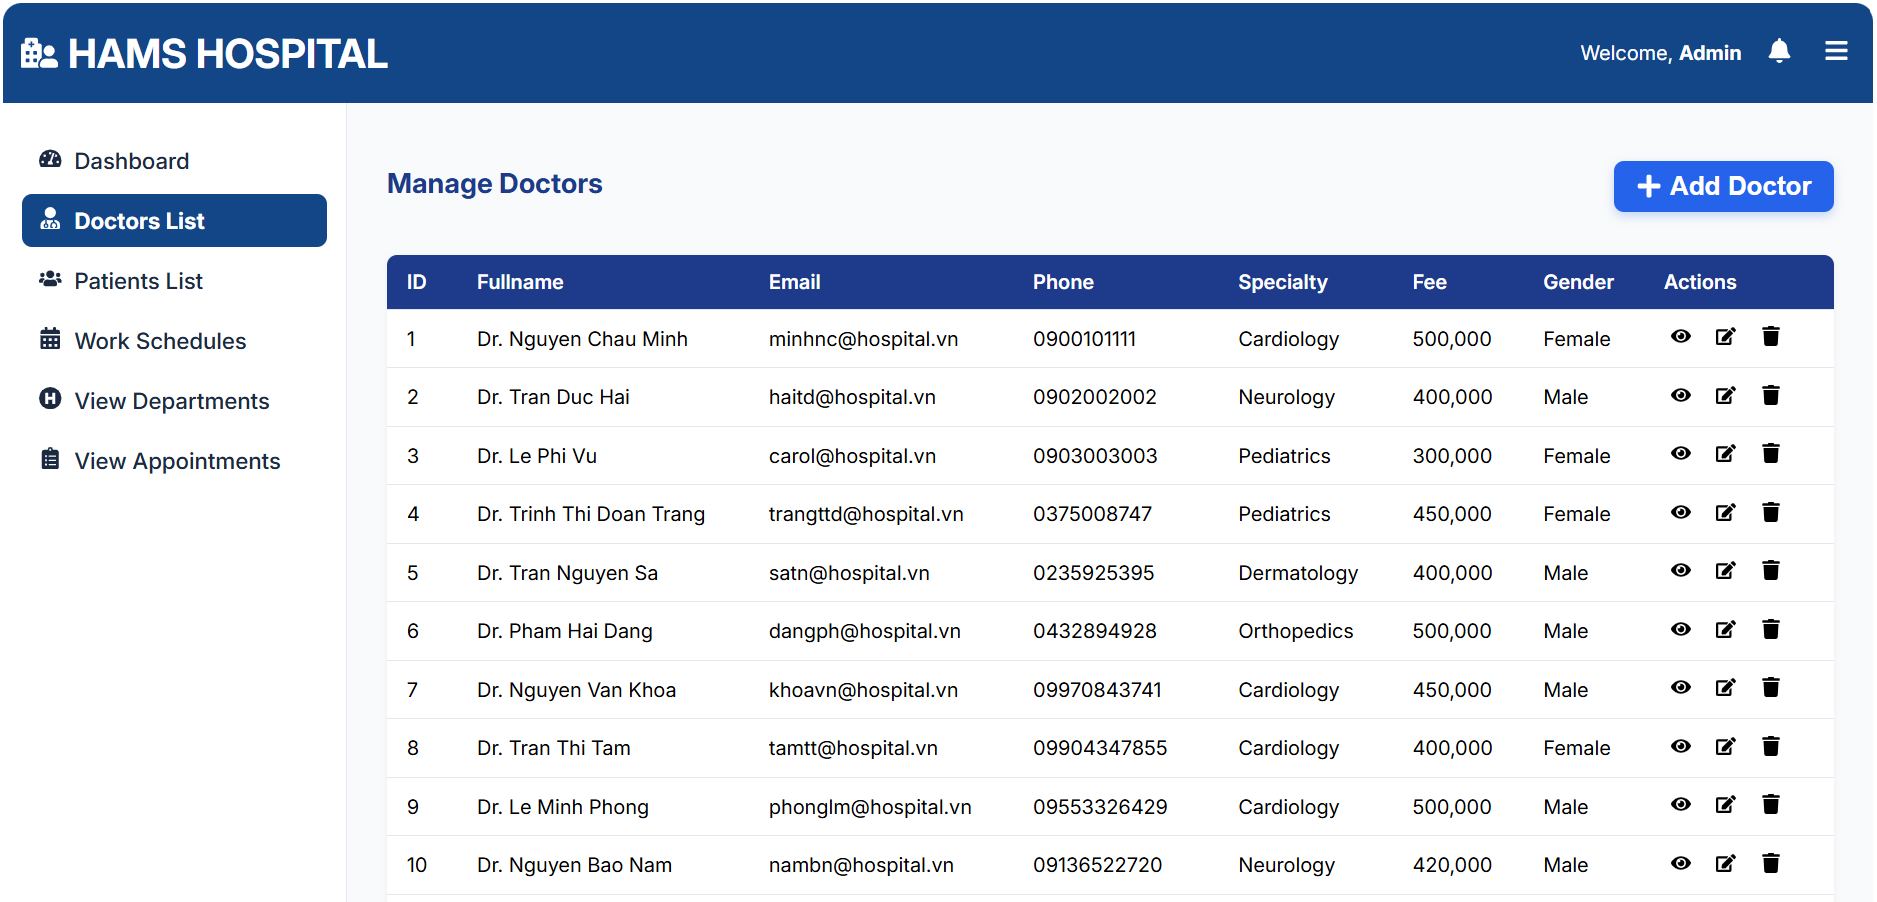 HAMS HOSPITAL
Welcome, Admin
Dashboard
Doctors List
Patients List
Work Schedules
View Departments
View Appointments
Manage Doctors
Add Doctor
ID Fullname Email Phone Specialty Fee Gender Actions
1 Dr. Nguyen Chau Minh minhnc@hospital.vn 0900101111 Cardiology 500,000 Female
2 Dr. Tran Duc Hai haitd@hospital.vn 0902002002 Neurology 400,000 Male
3 Dr. Le Phi Vu carol@hospital.vn 0903003003 Pediatrics 300,000 Female
4 Dr. Trinh Thi Doan Trang trangttd@hospital.vn 0375008747 Pediatrics 450,000 Female
5 Dr. Tran Nguyen Sa satn@hospital.vn 0235925395 Dermatology 400,000 Male
6 Dr. Pham Hai Dang dangph@hospital.vn 0432894928 Orthopedics 500,000 Male
7 Dr. Nguyen Van Khoa khoavn@hospital.vn 09970843741 Cardiology 450,000 Male
8 Dr. Tran Thi Tam tamtt@hospital.vn 09904347855 Cardiology 400,000 Female
9 Dr. Le Minh Phong phonglm@hospital.vn 09553326429 Cardiology 500,000 Male
10 Dr. Nguyen Bao Nam nambn@hospital.vn 09136522720 Neurology 420,000 Male